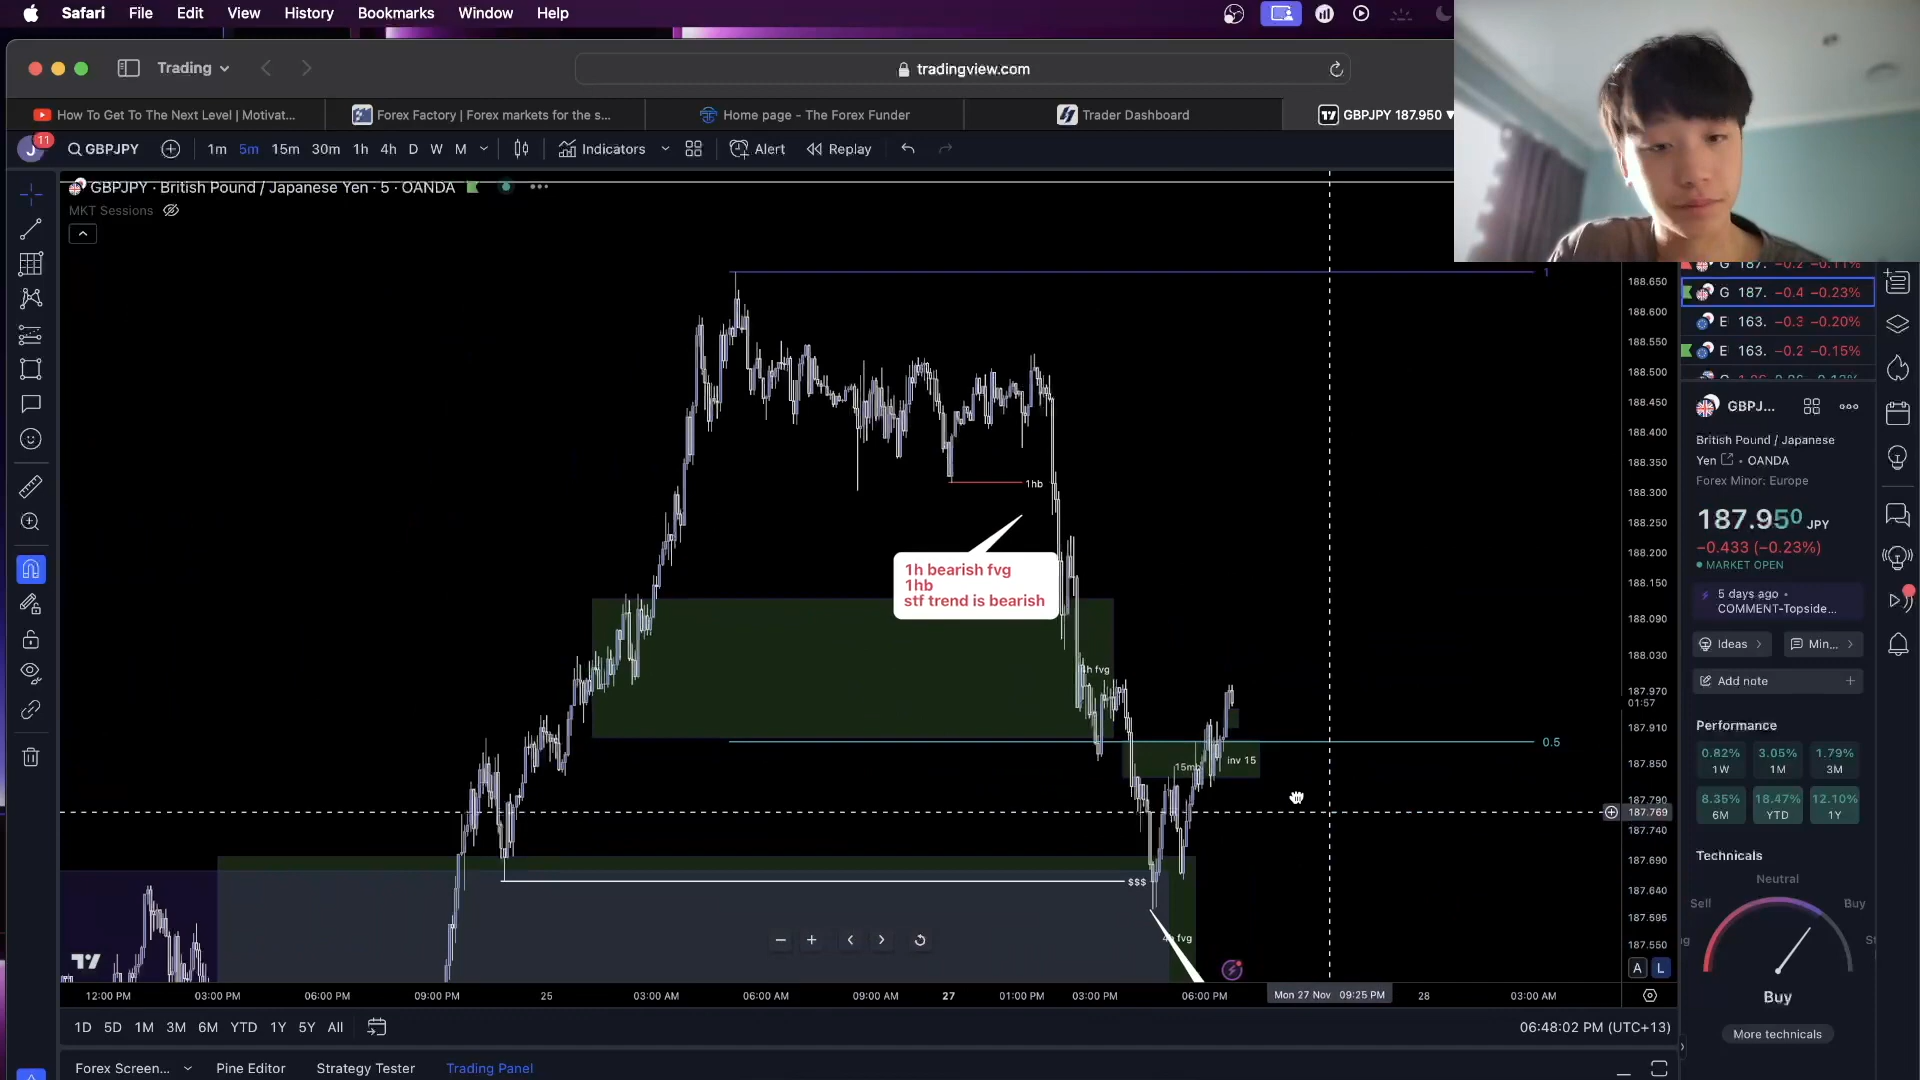 Safari File Edit View History Bookmarks Window Help
Trading
tradingview.com
How To Get To The Next Level | Motivat...
Forex Factory | Forex markets for the s...
Home page - The Forex Funder
Trader Dashboard
GBPJPY 187.950 ▼
J 11
GBPJPY
1m 5m 15m 30m 1h 4h D W M
Indicators
Alert
Replay
GBPJPY · British Pound / Japanese Yen · 5 · OANDA
MKT Sessions
1
1hb
1h bearish fvg
1hb
stf trend is bearish
0.5
inv 15
$$$
188.650
188.600
188.550
188.500
188.450
188.400
188.350
188.300
188.250
188.200
188.150
188.090
188.030
187.970
01:57
187.910
187.850
187.790
187.769
187.740
187.690
187.640
187.595
187.550
A L
12:00 PM 03:00 PM 06:00 PM 09:00 PM 25 03:00 AM 06:00 AM 09:00 AM 27 01:00 PM 03:00 PM 06:00 PM Mon 27 Nov 09:25 PM 28 03:00 AM
1D 5D 1M 3M 6M YTD 1Y 5Y All
06:48:02 PM (UTC+13)
Forex Screen... Pine Editor Strategy Tester Trading Panel
G 187. −0.2 −0.11%
G 187. −0.4 −0.23%
E 163. −0.3 −0.20%
E 163. −0.2 −0.15%
GBPJ...
British Pound / Japanese
Yen • OANDA
Forex Minor: Europe
187.950 JPY
−0.433 (−0.23%)
MARKET OPEN
5 days ago •
COMMENT-Topside...
Ideas
Min...
Add note
Performance
0.82% 3.05% 1.79%
1W 1M 3M
8.35% 18.47% 12.10%
6M YTD 1Y
Technicals
Neutral
Sell Buy
Buy
More technicals